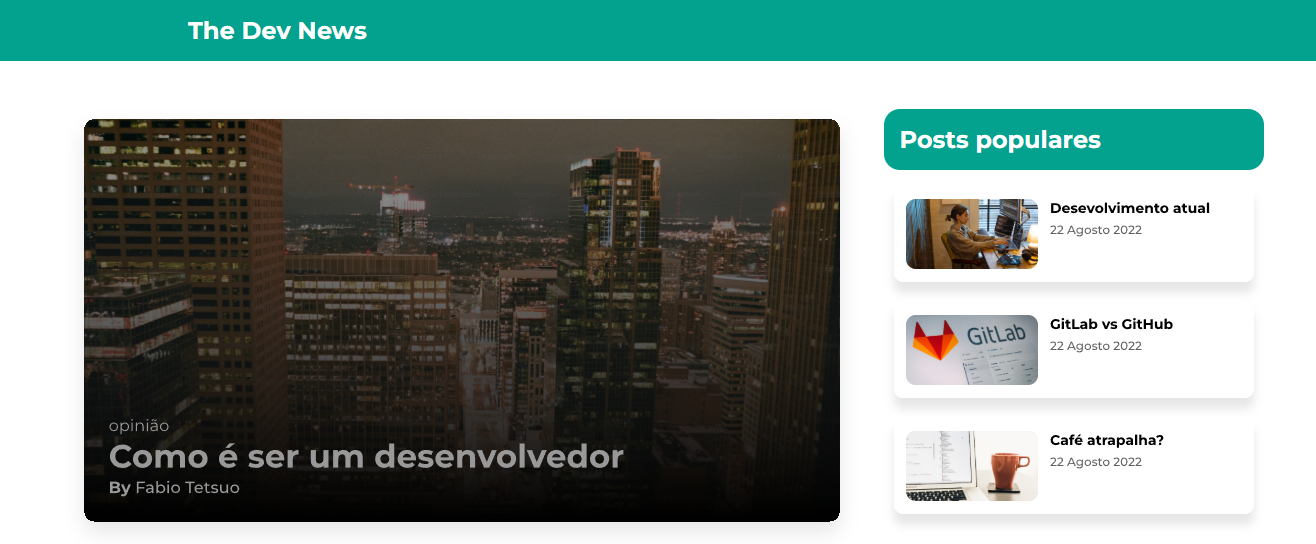 The Dev News
opinião
Como é ser um desenvolvedor
By Fabio Tetsuo
Posts populares
Desevolvimento atual
22 Agosto 2022
GitLab
GitLab vs GitHub
22 Agosto 2022
Café atrapalha?
22 Agosto 2022